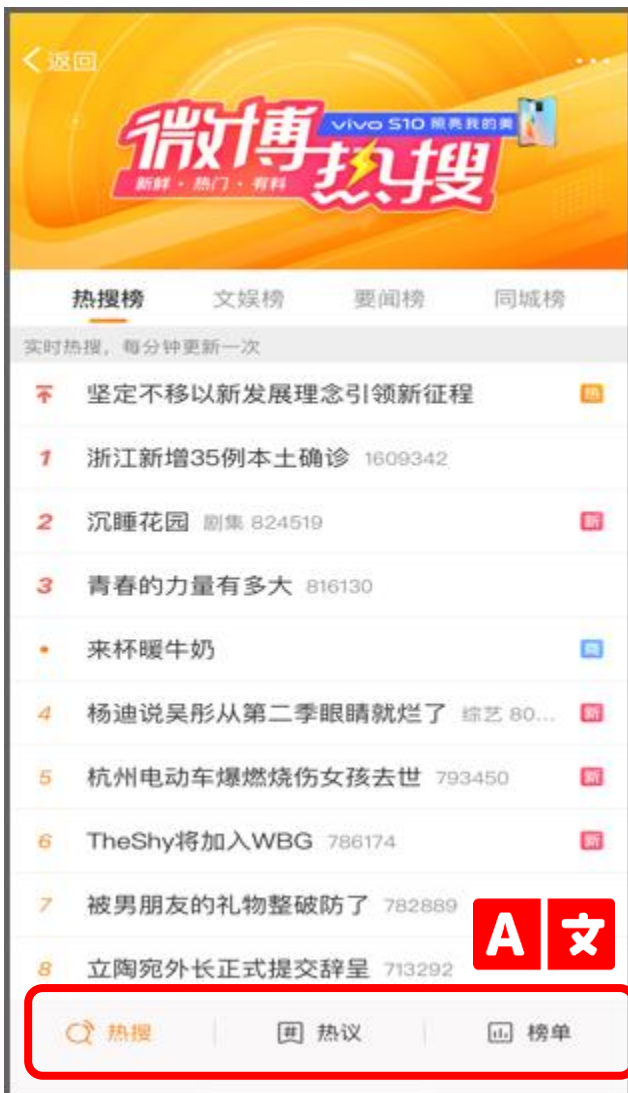 返回
vivo S10 照亮我的美
微博热搜
新鲜·热门·有料
热搜榜 文娱榜 要闻榜 同城榜
实时热搜，每分钟更新一次
坚定不移以新发展理念引领新征程 热
1 浙江新增35例本土确诊 1609342
2 沉睡花园 剧集 824519 新
3 青春的力量有多大 816130
• 来杯暖牛奶 商
4 杨迪说吴彤从第二季眼睛就烂了 综艺 80... 新
5 杭州电动车爆燃烧伤女孩去世 793450 新
6 TheShy将加入WBG 786174 新
7 被男朋友的礼物整破防了 782889
A 文
8 立陶宛外长正式提交辞呈 713292
热搜 # 热议 榜单